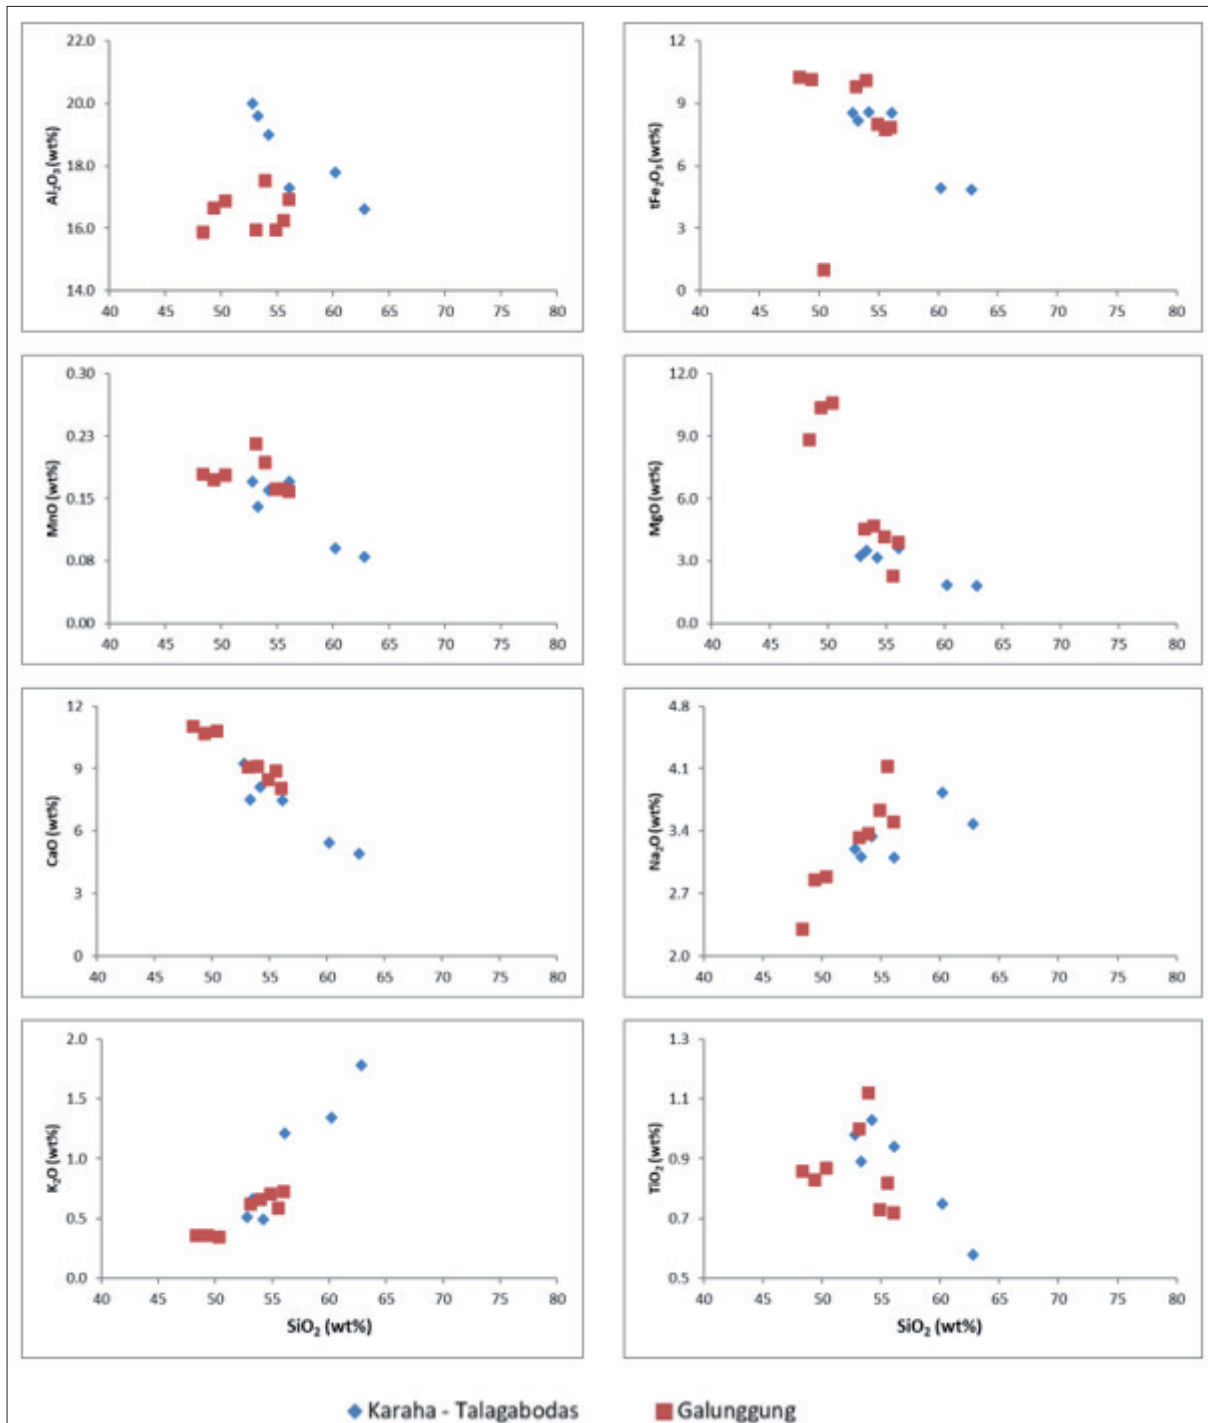 22.0
20.0
18.0
16.0
14.0
Al₂O₃ (wt%)
40 45 50 55 60 65 70 75 80
12
9
6
3
0
tFe₂O₃ (wt%)
40 45 50 55 60 65 70 75 80
0.30
0.23
0.15
0.08
0.00
MnO (wt%)
40 45 50 55 60 65 70 75 80
12.0
9.0
6.0
3.0
0.0
MgO (wt%)
40 45 50 55 60 65 70 75 80
12
9
6
3
0
CaO (wt%)
40 45 50 55 60 65 70 75 80
4.8
4.1
3.4
2.7
2.0
Na₂O (wt%)
40 45 50 55 60 65 70 75 80
2.0
1.5
1.0
0.5
0.0
K₂O (wt%)
40 45 50 55 60 65 70 75 80
SiO₂ (wt%)
1.3
1.1
0.9
0.7
0.5
TiO₂ (wt%)
40 45 50 55 60 65 70 75 80
SiO₂ (wt%)
Karaha - Talagabodas Galunggung